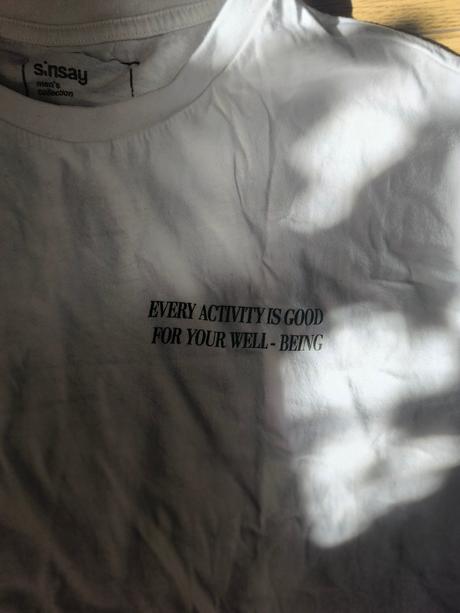 sinsay
men's
collection
EVERY ACTIVITY IS GOOD
FOR YOUR WELL - BEING